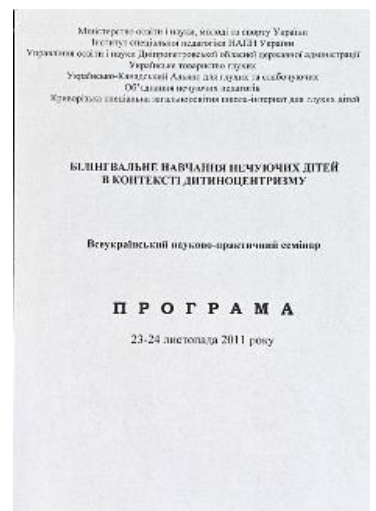 Міністерство освіти і науки, молоді та спорту України
Інститут спеціальної педагогіки НАПН України
Управління освіти і науки Дніпропетровської обласної державної адміністрації
Українське товариство глухих
Українсько-Канадський Альянс для глухих та слабочуючих
Об'єднання нечуючих педагогів
Криворізька спеціальна загальноосвітня школа-інтернат для глухих дітей
БІЛІНГВАЛЬНЕ НАВЧАННЯ НЕЧУЮЧИХ ДІТЕЙ
В КОНТЕКСТІ ДИТИНОЦЕНТРИЗМУ
Всеукраїнський науково-практичний семінар
П Р О Г Р А М А
23-24 листопада 2011 року